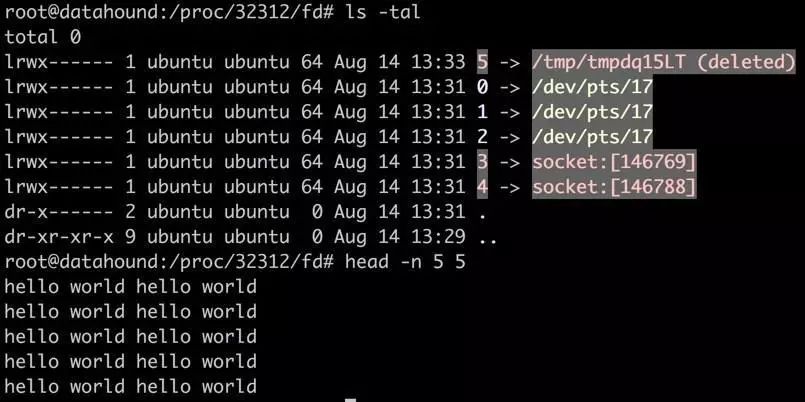 root@datahound:/proc/32312/fd# ls -tal
total 0
lrwx------ 1 ubuntu ubuntu 64 Aug 14 13:33 5 -> /tmp/tmpdq15LT (deleted)
lrwx------ 1 ubuntu ubuntu 64 Aug 14 13:31 0 -> /dev/pts/17
lrwx------ 1 ubuntu ubuntu 64 Aug 14 13:31 1 -> /dev/pts/17
lrwx------ 1 ubuntu ubuntu 64 Aug 14 13:31 2 -> /dev/pts/17
lrwx------ 1 ubuntu ubuntu 64 Aug 14 13:31 3 -> socket:[146769]
lrwx------ 1 ubuntu ubuntu 64 Aug 14 13:31 4 -> socket:[146788]
dr-x------ 2 ubuntu ubuntu  0 Aug 14 13:31 .
dr-xr-xr-x 9 ubuntu ubuntu  0 Aug 14 13:29 ..
root@datahound:/proc/32312/fd# head -n 5 5
hello world hello world
hello world hello world
hello world hello world
hello world hello world
hello world hello world